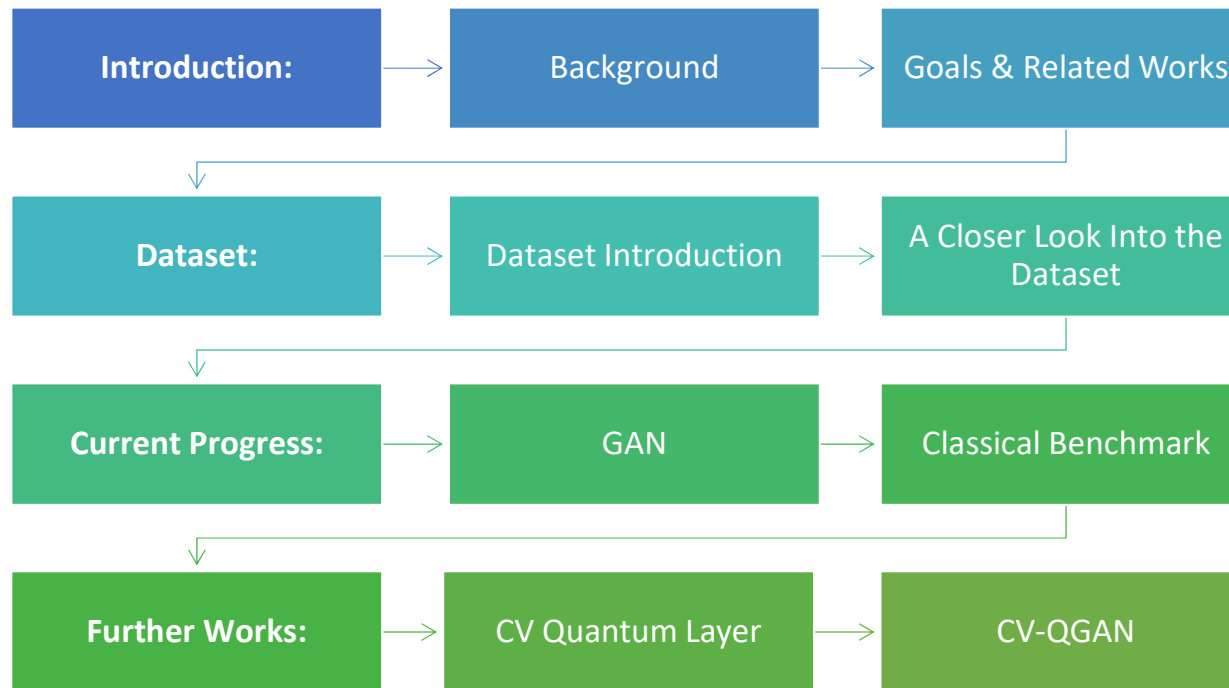 Introduction:
Background
Goals & Related Works
Dataset:
Dataset Introduction
A Closer Look Into the
Dataset
Current Progress:
GAN
Classical Benchmark
Further Works:
CV Quantum Layer
CV-QGAN